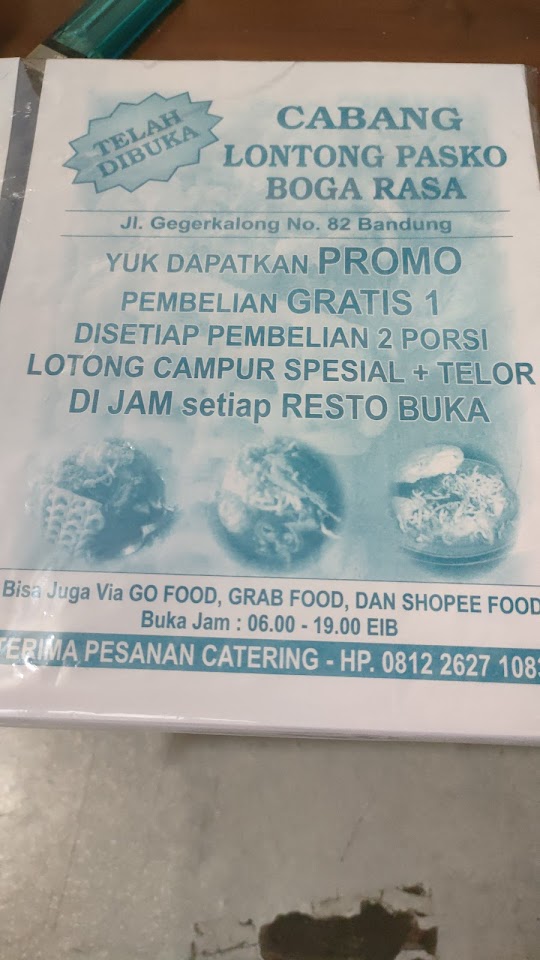 TELAH
DIBUKA
CABANG
LONTONG PASKO
BOGA RASA
Jl. Gegerkalong No. 82 Bandung
YUK DAPATKAN PROMO
PEMBELIAN GRATIS 1
DISETIAP PEMBELIAN 2 PORSI
LOTONG CAMPUR SPESIAL + TELOR
DI JAM setiap RESTO BUKA
Bisa Juga Via GO FOOD, GRAB FOOD, DAN SHOPEE FOOD
Buka Jam : 06.00 - 19.00 EIB
TERIMA PESANAN CATERING - HP. 0812 2627 1083